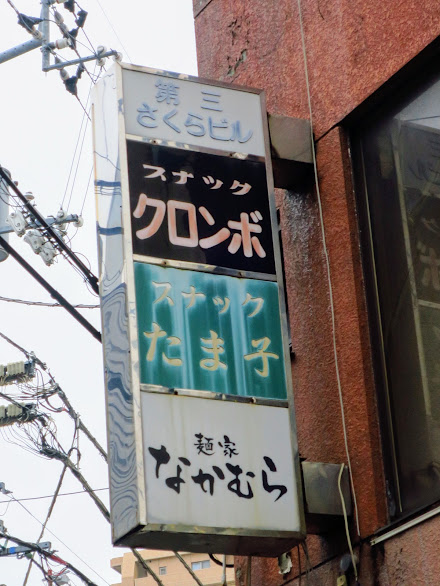 第三
さくらビル
スナック
クロンボ
スナック
たま子
麺家
なかむら